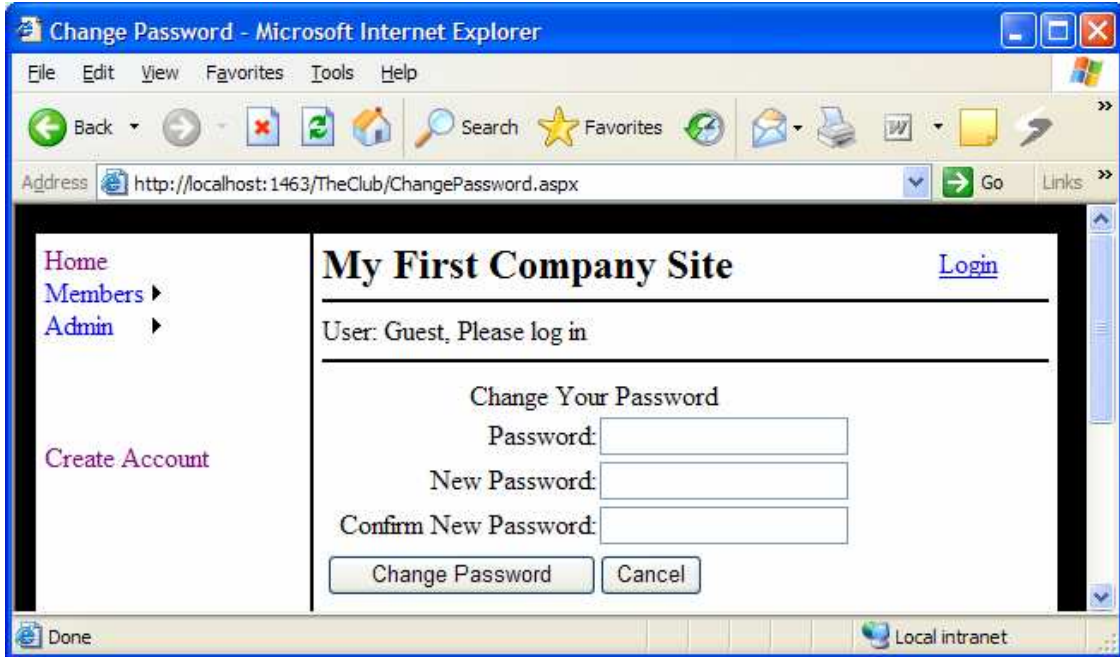 Change Password - Microsoft Internet Explorer
File Edit View Favorites Tools Help
Back Search Favorites W »
Address http://localhost:1463/TheClub/ChangePassword.aspx Go Links »
Home
Members
Admin
Create Account
My First Company Site
Login
User: Guest, Please log in
Change Your Password
Password:
New Password:
Confirm New Password:
Change Password Cancel
Done Local intranet